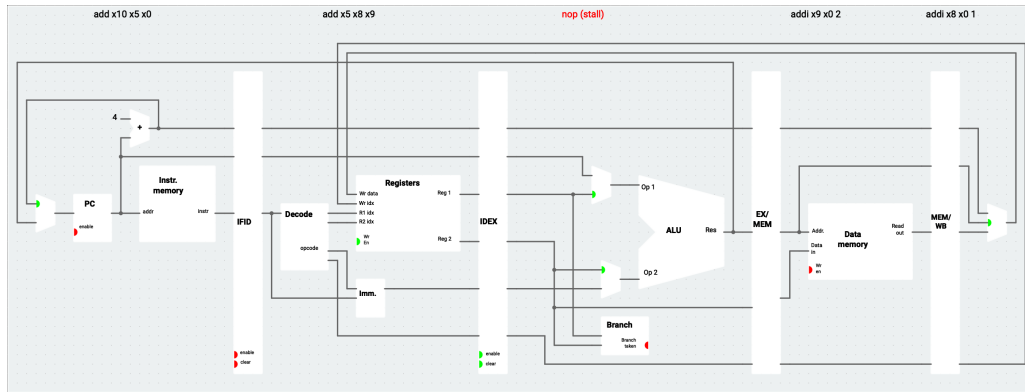 add x10 x5 x0
add x5 x8 x9
nop (stall)
addi x9 x0 2
addi x8 x0 1
4
+
Instr.
memory
addr
Instr
PC
enable
IFID
enable
clear
Decode
opcode
Registers
Wr data
Wr idx
R1 idx
R2 idx
Wr
En
Reg 1
Reg 2
Imm.
IDEX
enable
clear
Op 1
ALU
Res
Op 2
Branch
Branch
taken
EX/
MEM
Addr.
Data
in
Wr
en
Data
memory
Read
out
MEM/
WB